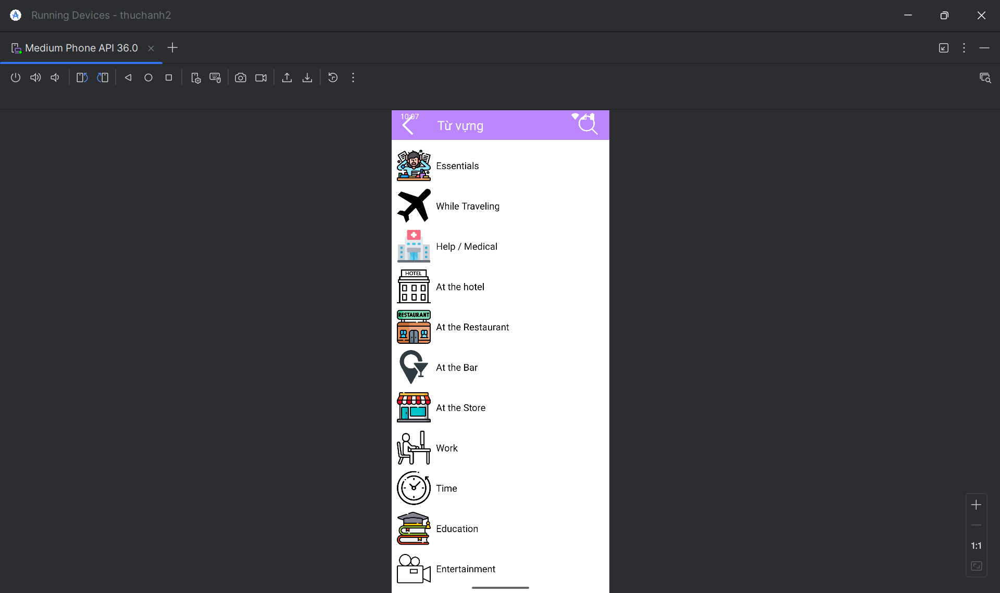 Running Devices - thuchanh2
Medium Phone API 36.0
10:07
Từ vựng
Essentials
While Traveling
Help / Medical
HOTEL
At the hotel
RESTAURANT
At the Restaurant
At the Bar
At the Store
Work
Time
Education
Entertainment
1:1